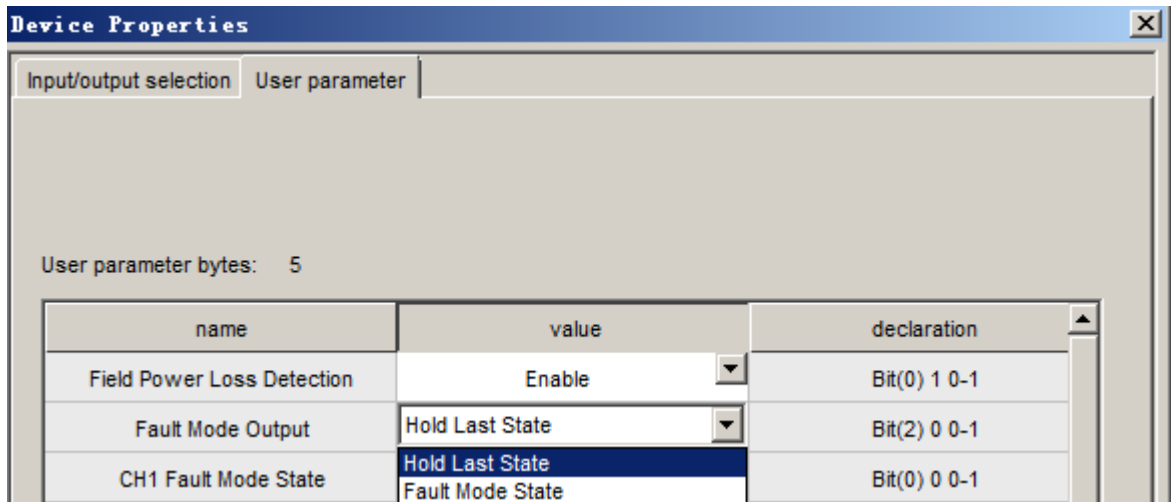 Device Properties
Input/output selection User parameter
User parameter bytes: 5
name value declaration
Field Power Loss Detection Enable Bit(0) 1 0-1
Fault Mode Output Hold Last State Bit(2) 0 0-1
Hold Last State
CH1 Fault Mode State Bit(0) 0 0-1
Fault Mode State